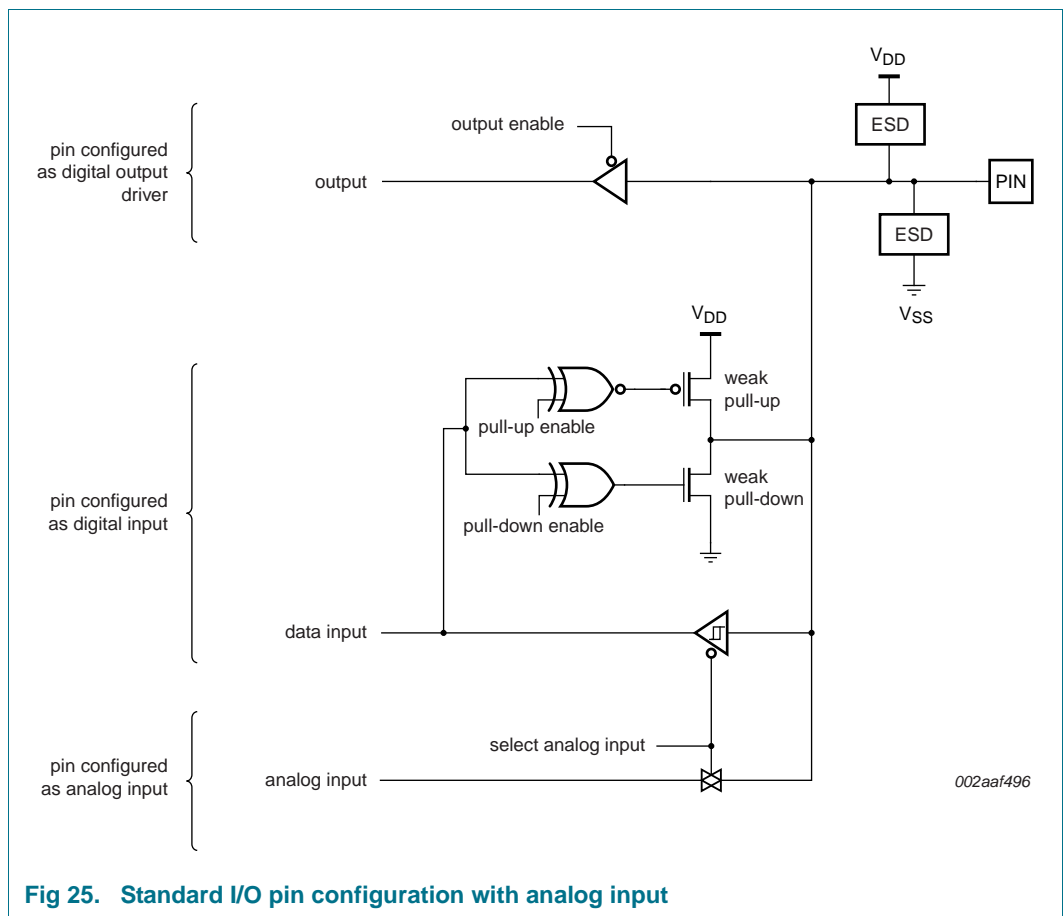 VDD
ESD
output enable
pin configured
as digital output
driver
output
PIN
ESD
VSS
VDD
weak
pull-up
pull-up enable
pin configured
as digital input
weak
pull-down
pull-down enable
data input
select analog input
pin configured
as analog input
analog input
002aaf496
Fig 25. Standard I/O pin configuration with analog input